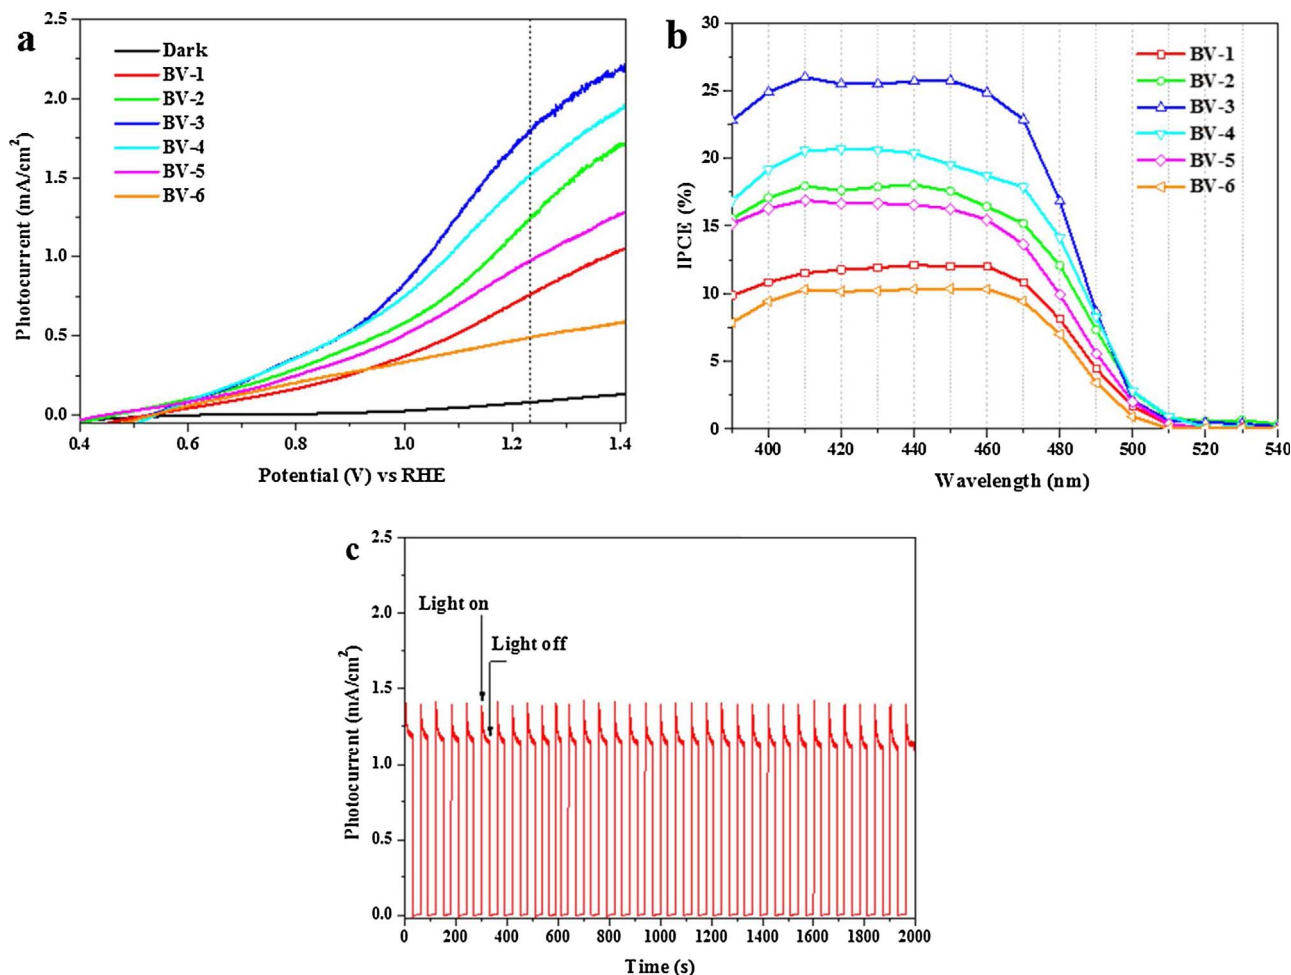 a
Photocurrent (mA/cm²)
2.5
2.0
1.5
1.0
0.5
0.0
Dark
BV-1
BV-2
BV-3
BV-4
BV-5
BV-6
0.4 0.6 0.8 1.0 1.2 1.4
Potential (V) vs RHE
b
IPCE (%)
30
25
20
15
10
5
0
BV-1
BV-2
BV-3
BV-4
BV-5
BV-6
400 420 440 460 480 500 520 540
Wavelength (nm)
c
Photocurrent (mA/cm²)
2.5
2.0
1.5
1.0
0.5
0.0
Light on
Light off
0 200 400 600 800 1000 1200 1400 1600 1800 2000
Time (s)